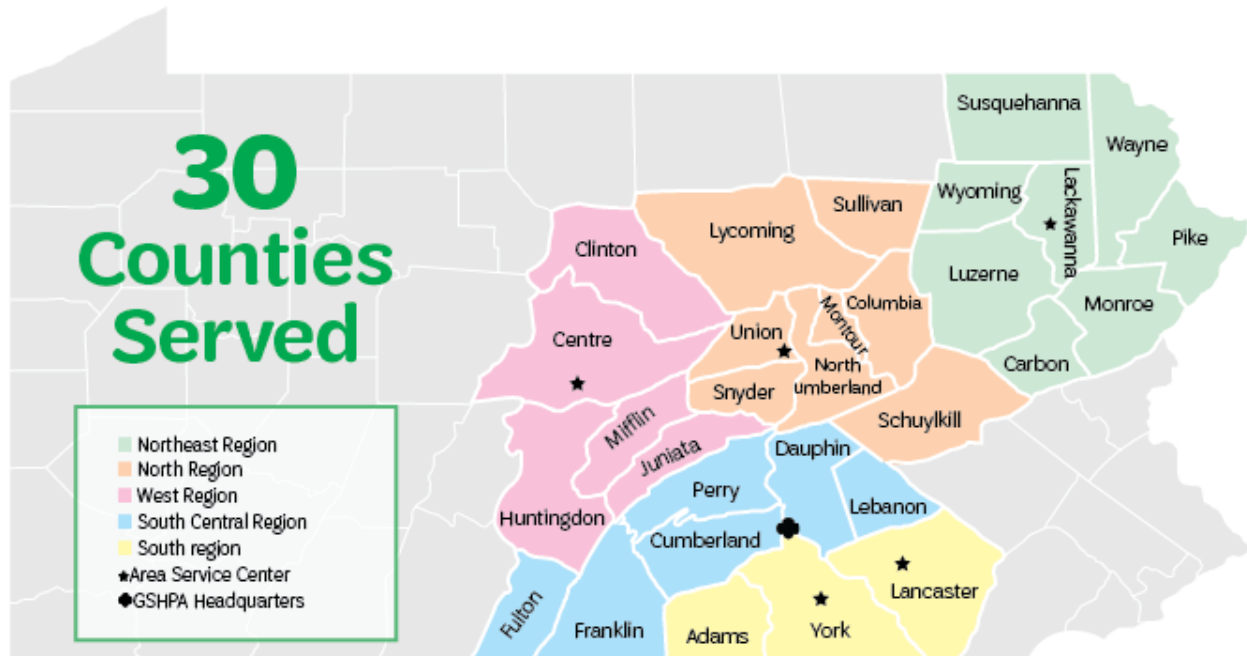 30
Counties
Served
Northeast Region
North Region
West Region
South Central Region
South region
Area Service Center
GSHPA Headquarters
Susquehanna
Wayne
Wyoming
Lackawanna
Sullivan
Lycoming
Pike
Clinton
Luzerne
Columbia
Monroe
Montour
Union
Centre
Carbon
North
umberland
Snyder
Schuylkill
Mifflin
Juniata
Dauphin
Perry
Lebanon
Huntingdon
Cumberland
Lancaster
Fulton
Franklin
Adams
York